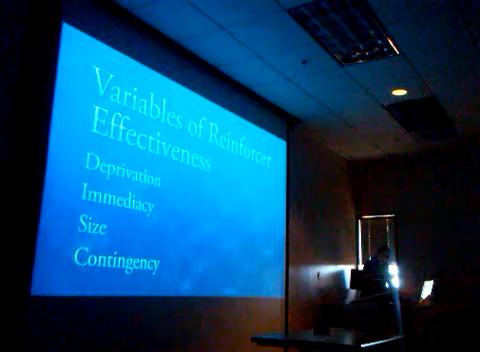 Variables of Reinforcer
Effectiveness
Deprivation
Immediacy
Size
Contingency